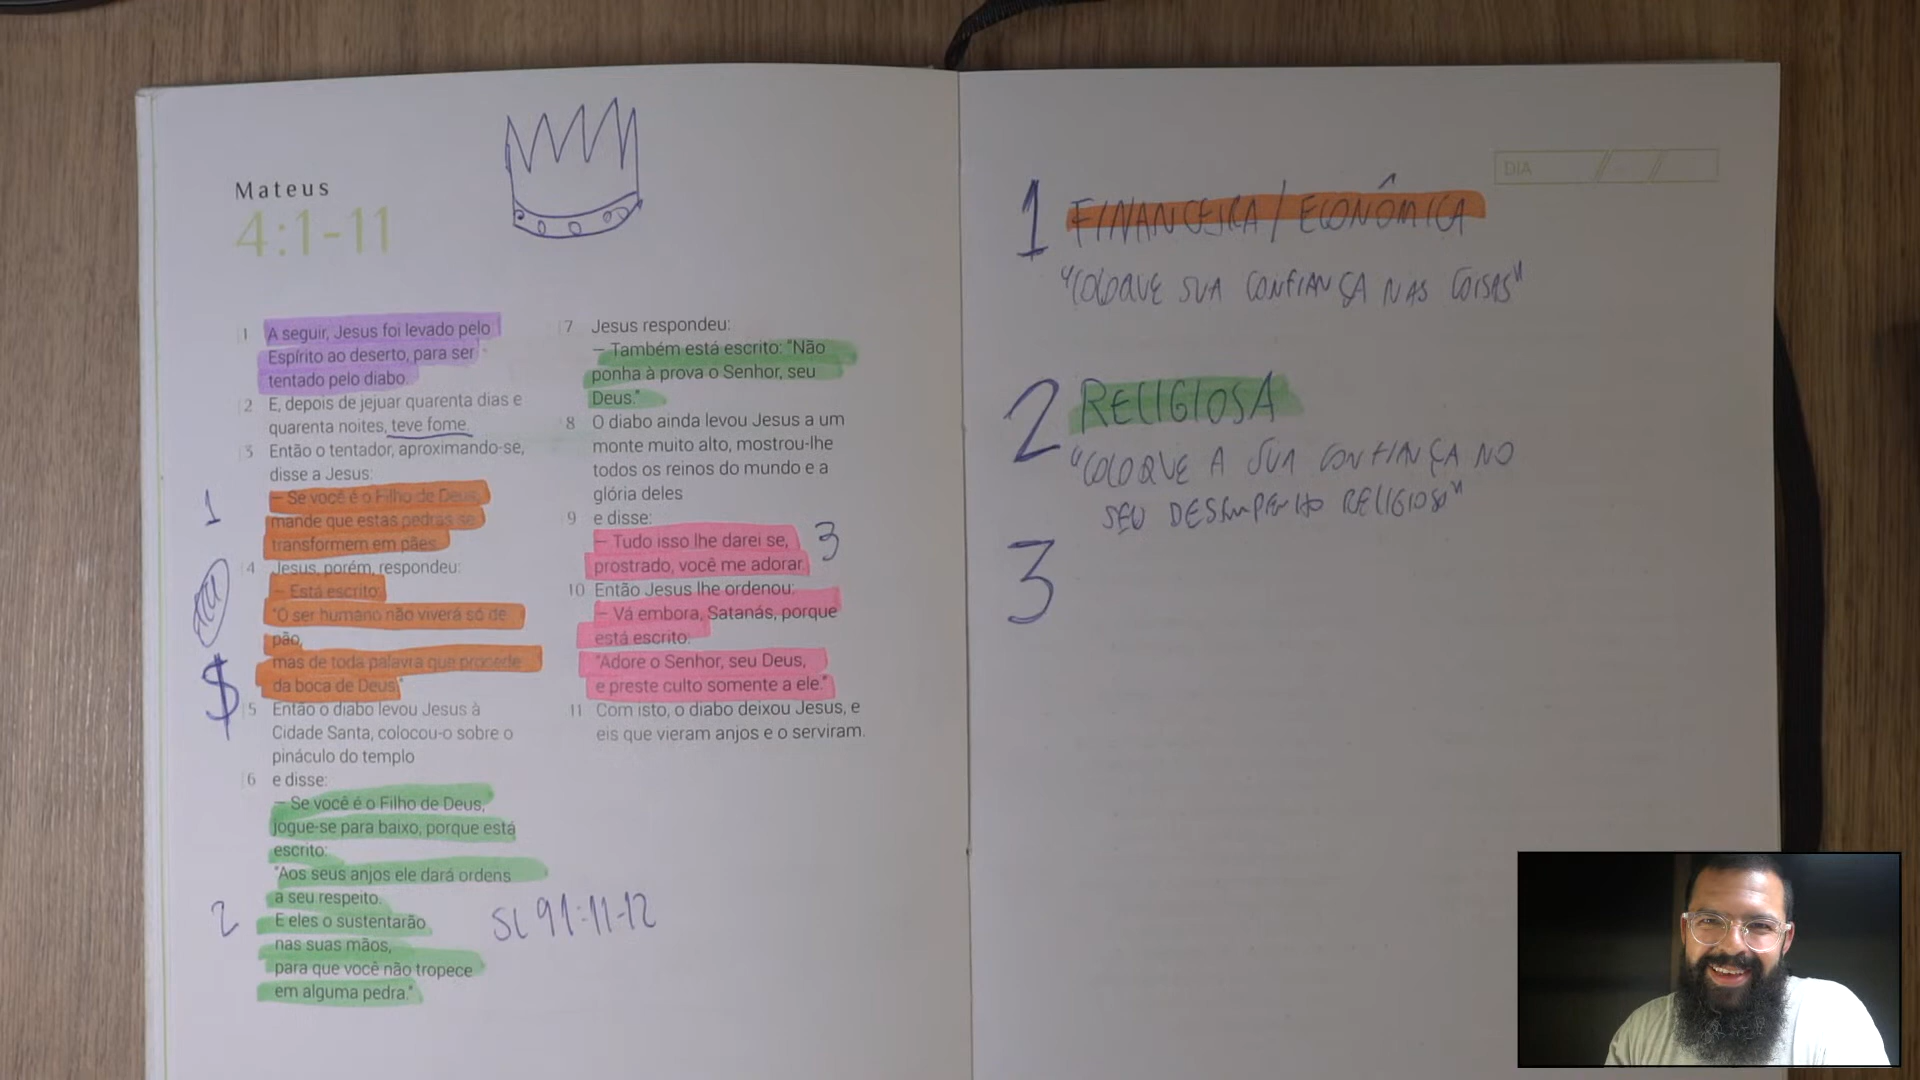 Mateus
4:1-11
1 A seguir, Jesus foi levado pelo
Espírito ao deserto, para ser
tentado pelo diabo.
2 E, depois de jejuar quarenta dias e
quarenta noites, teve fome.
3 Então o tentador, aproximando-se,
disse a Jesus:
1
— Se você é o Filho de Deus,
mande que estas pedras se
transformem em pães.
4 Jesus, porém, respondeu:
— Está escrito:
"O ser humano não viverá só de
pão,
mas de toda palavra que procede
da boca de Deus."
$
5 Então o diabo levou Jesus à
Cidade Santa, colocou-o sobre o
pináculo do templo
6 e disse:
— Se você é o Filho de Deus,
jogue-se para baixo, porque está
escrito:
"Aos seus anjos ele dará ordens
a seu respeito.
2 E eles o sustentarão
nas suas mãos,
para que você não tropece
em alguma pedra."
SL 91:11-12
7 Jesus respondeu:
— Também está escrito: "Não
ponha à prova o Senhor, seu
Deus."
8 O diabo ainda levou Jesus a um
monte muito alto, mostrou-lhe
todos os reinos do mundo e a
glória deles
9 e disse:
— Tudo isso lhe darei se, 3
prostrado, você me adorar.
10 Então Jesus lhe ordenou:
— Vá embora, Satanás, porque
está escrito:
"Adore o Senhor, seu Deus,
e preste culto somente a ele."
11 Com isto, o diabo deixou Jesus, e
eis que vieram anjos e o serviram.
DIA
1 FINANCEIRA / ECONÔMICA
"COLOQUE SUA CONFIANÇA NAS COISAS"
2 RELIGIOSA
"COLOQUE A SUA CONFIANÇA NO
SEU DESEMPENHO RELIGIOSO"
3